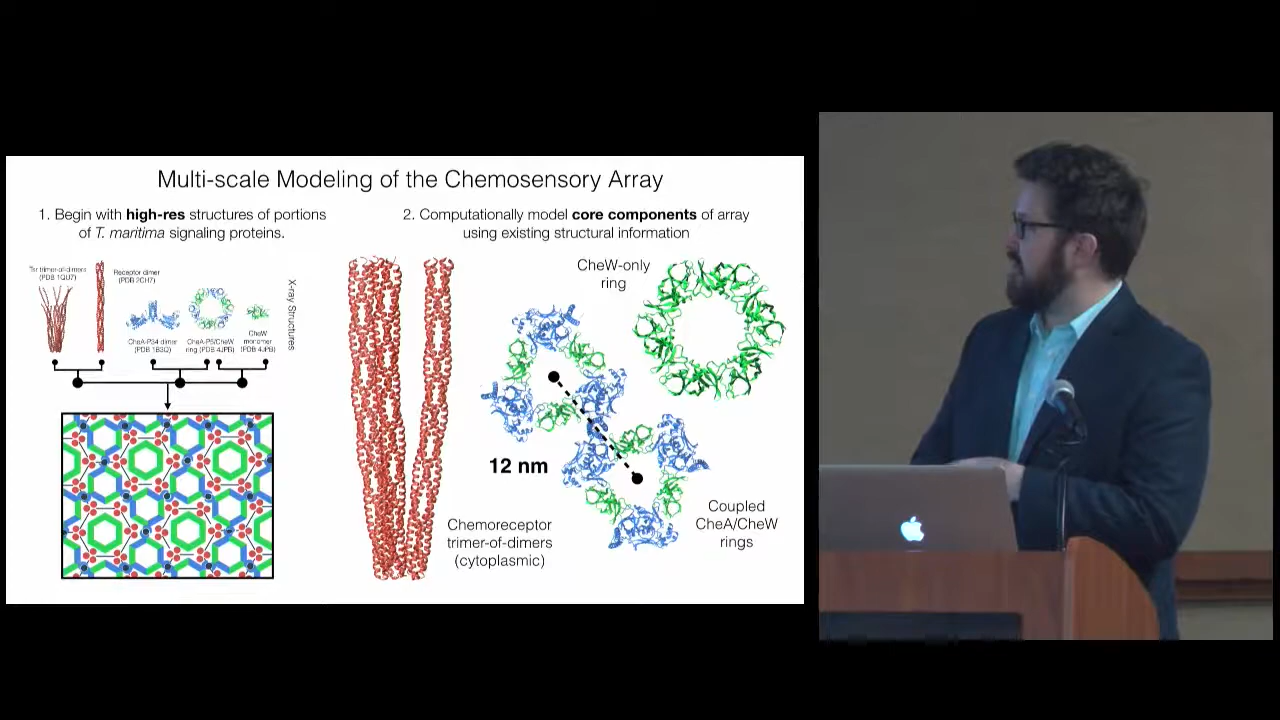 Multi-scale Modeling of the Chemosensory Array
1. Begin with high-res structures of portions
of T. maritima signaling proteins.
2. Computationally model core components of array
using existing structural information
Tsr trimer-of-dimers
(PDB 1QU7)
Receptor dimer
(PDB 2CH7)
CheA-P34 dimer
(PDB 1B3Q)
CheA-P5/CheW
ring (PDB 4JPB)
CheW
monomer
(PDB 4JPB)
X-ray Structures
CheW-only
ring
12 nm
Chemoreceptor
trimer-of-dimers
(cytoplasmic)
Coupled
CheA/CheW
rings